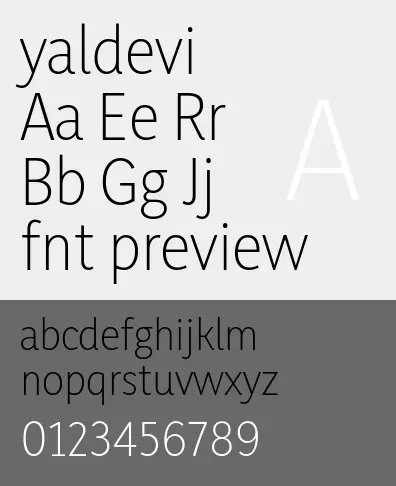 yaldevi
Aa Ee Rr
A
Bb Gg Jj
fnt preview
abcdefghijklm
nopqrstuvwxyz
0123456789